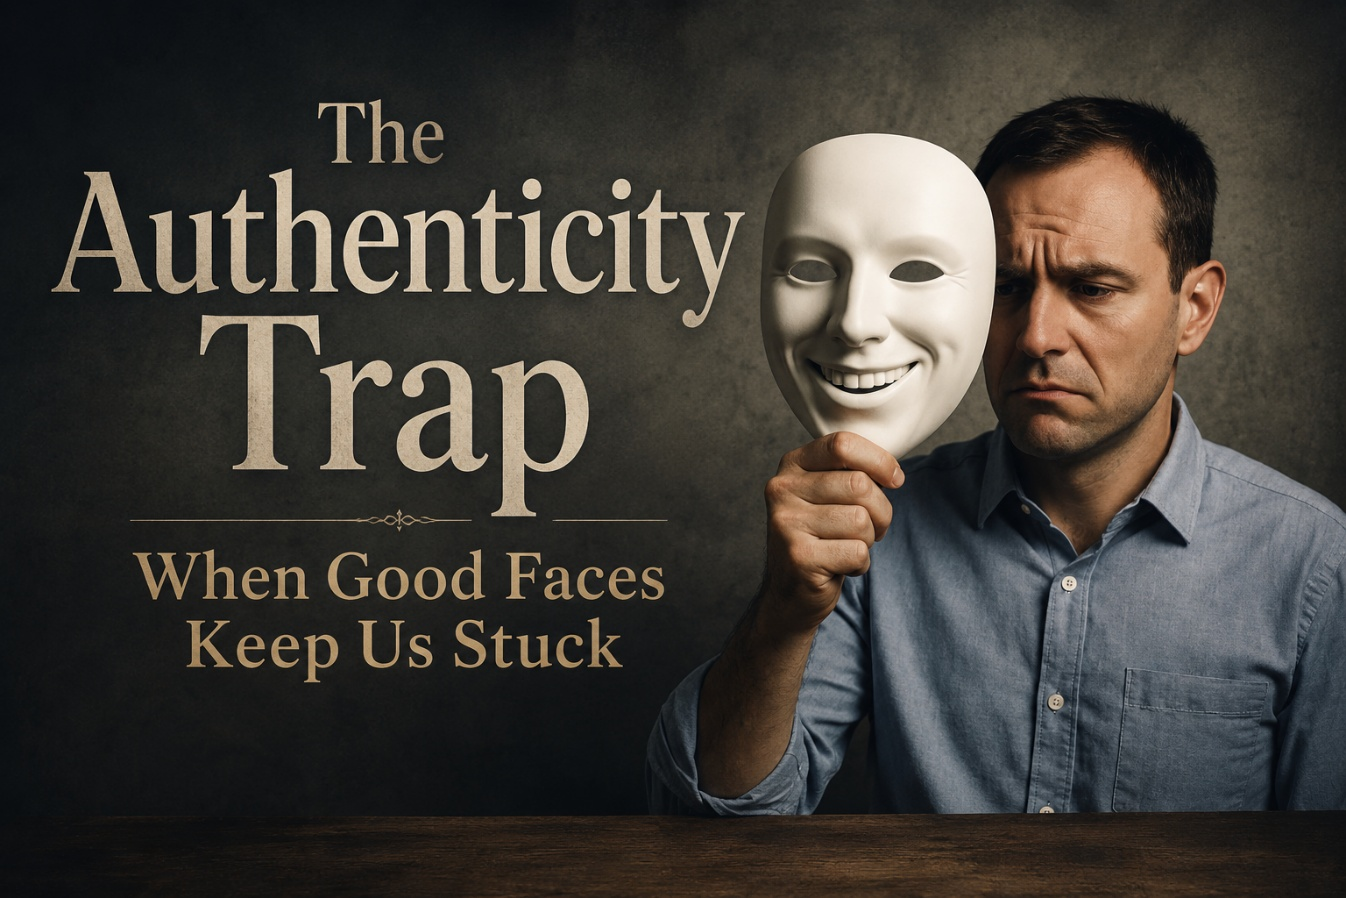 The
Authenticity
Trap
When Good Faces
Keep Us Stuck